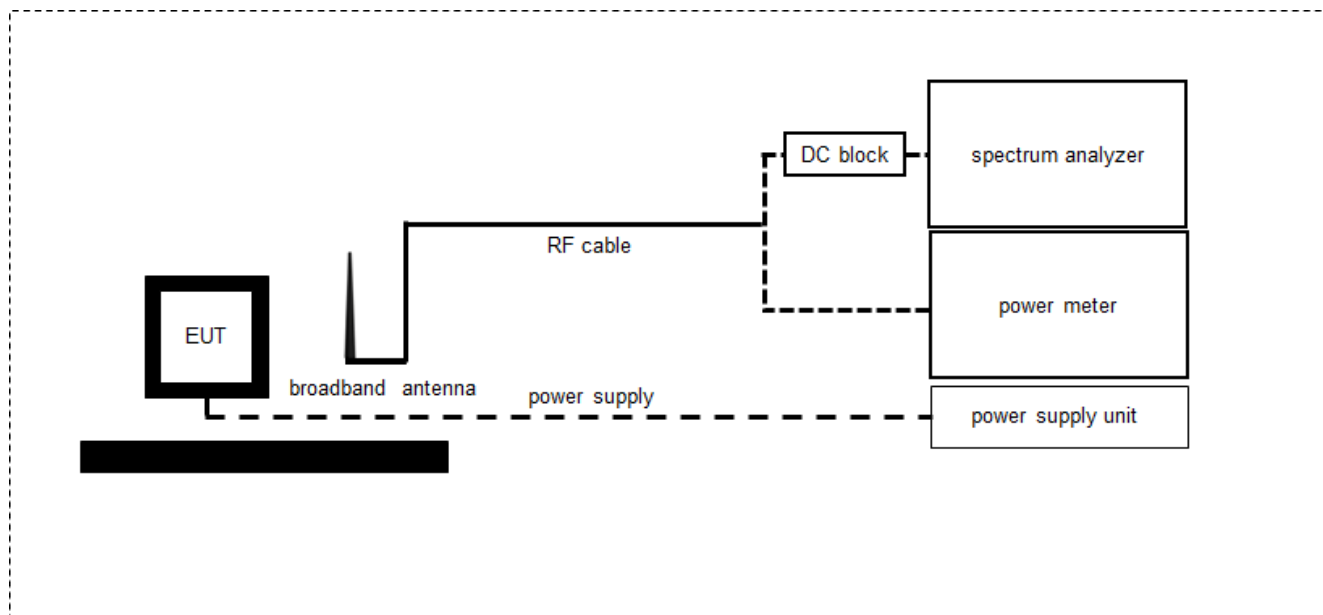 DC block
spectrum analyzer
RF cable
power meter
EUT
broadband antenna
power supply
power supply unit